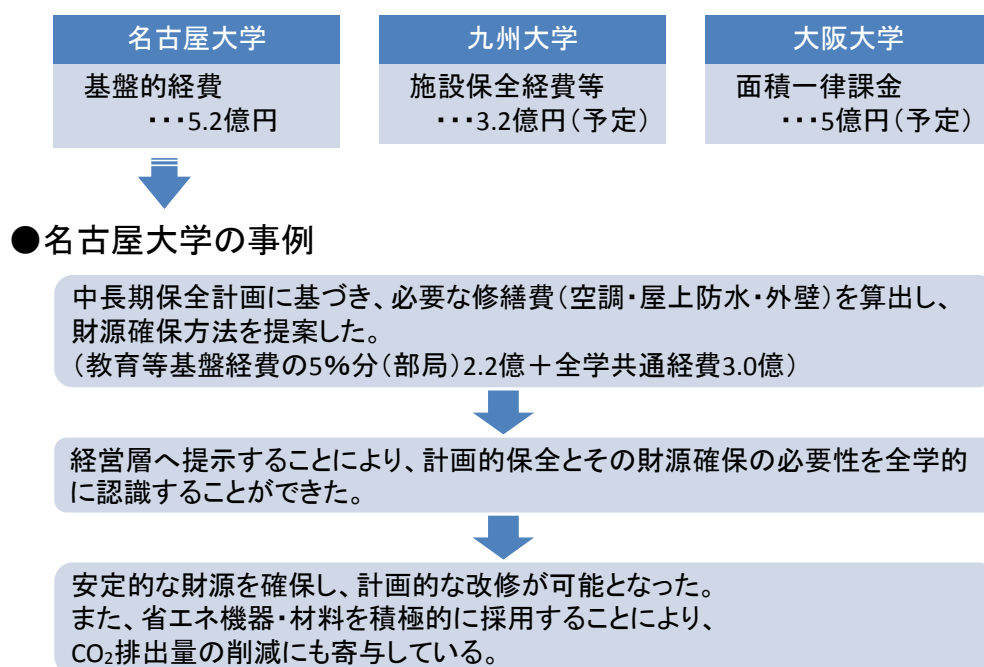 名古屋大学
基盤的経費
・・・5.2億円
九州大学
施設保全経費等
・・・3.2億円(予定)
大阪大学
面積一律課金
・・・5億円(予定)
●名古屋大学の事例
中長期保全計画に基づき、必要な修繕費(空調・屋上防水・外壁)を算出し、
財源確保方法を提案した。
(教育等基盤経費の5%分(部局)2.2億+全学共通経費3.0億)
経営層へ提示することにより、計画的保全とその財源確保の必要性を全学的
に認識することができた。
安定的な財源を確保し、計画的な改修が可能となった。
また、省エネ機器・材料を積極的に採用することにより、
CO₂排出量の削減にも寄与している。